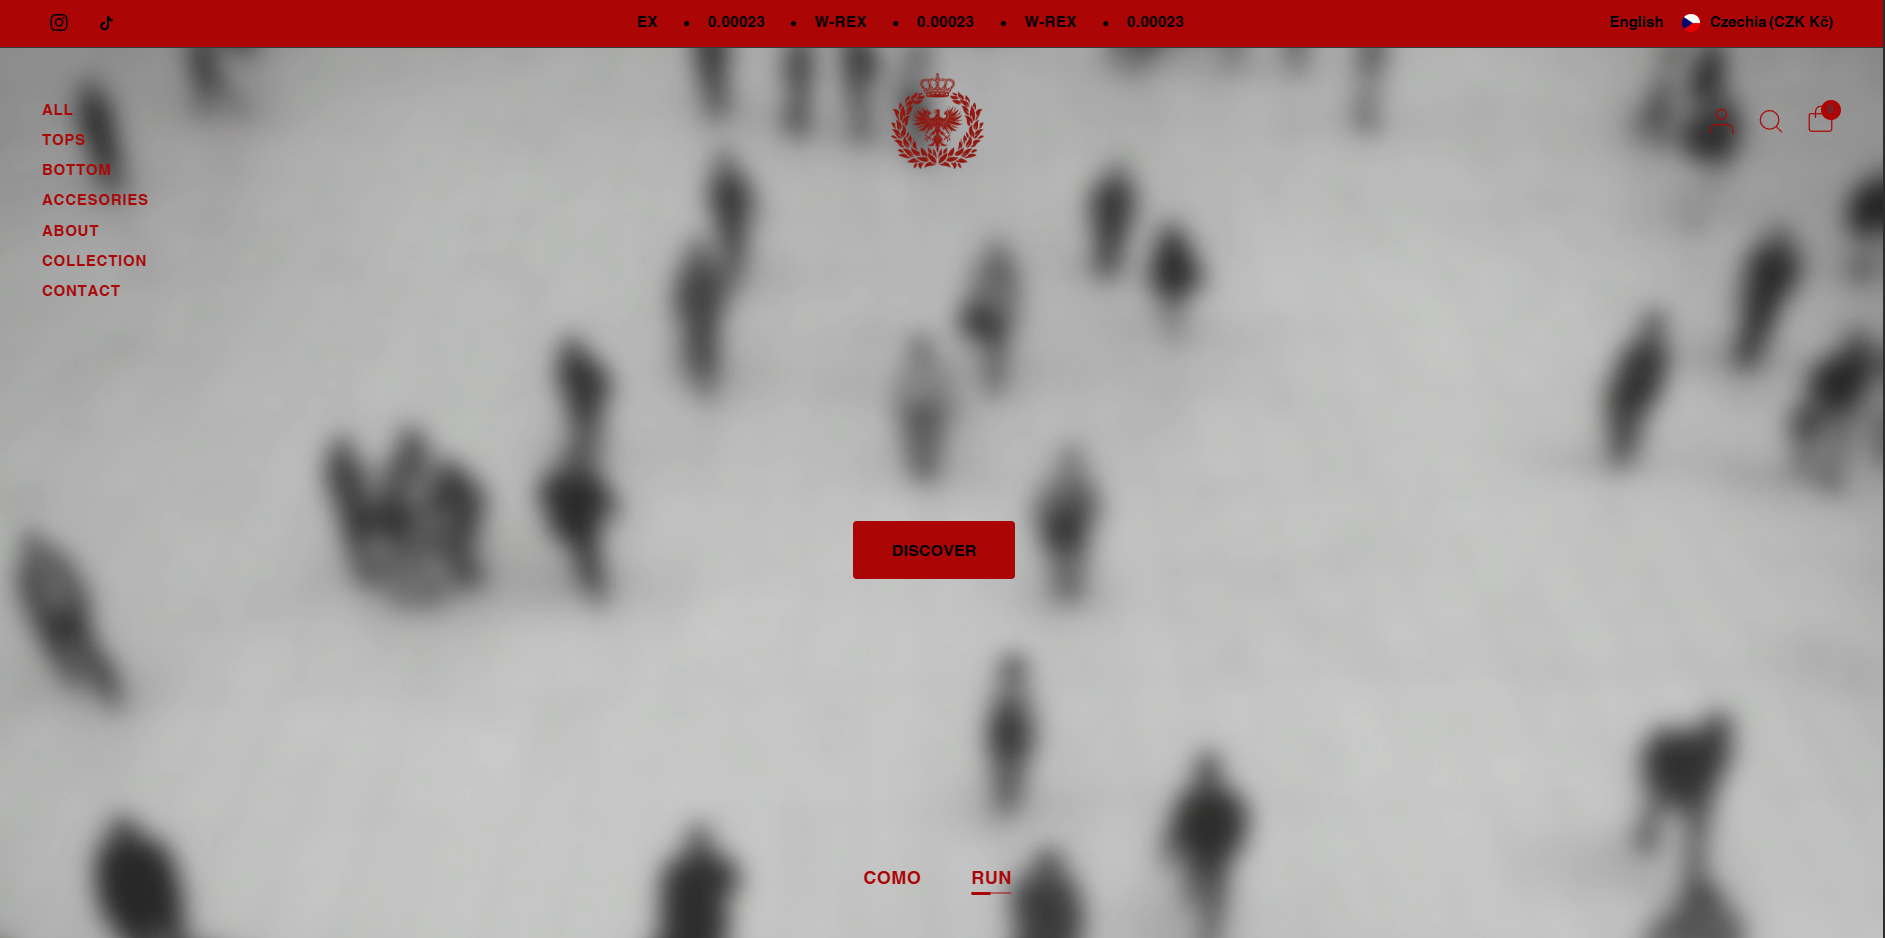 EX • 0.00023 • W-REX • 0.00023 • W-REX • 0.00023
English Czechia (CZK Kč)
ALL
TOPS
BOTTOM
ACCESORIES
ABOUT
COLLECTION
CONTACT
DISCOVER
COMO RUN